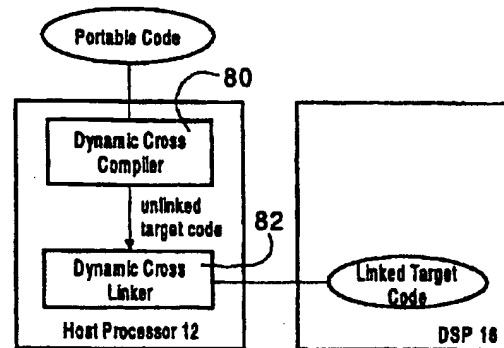 Portable Code
80
Dynamic Cross
Compiler
unlinked
target code
82
Dynamic Cross
Linker
Linked Target
Code
Host Processor 12
DSP 18